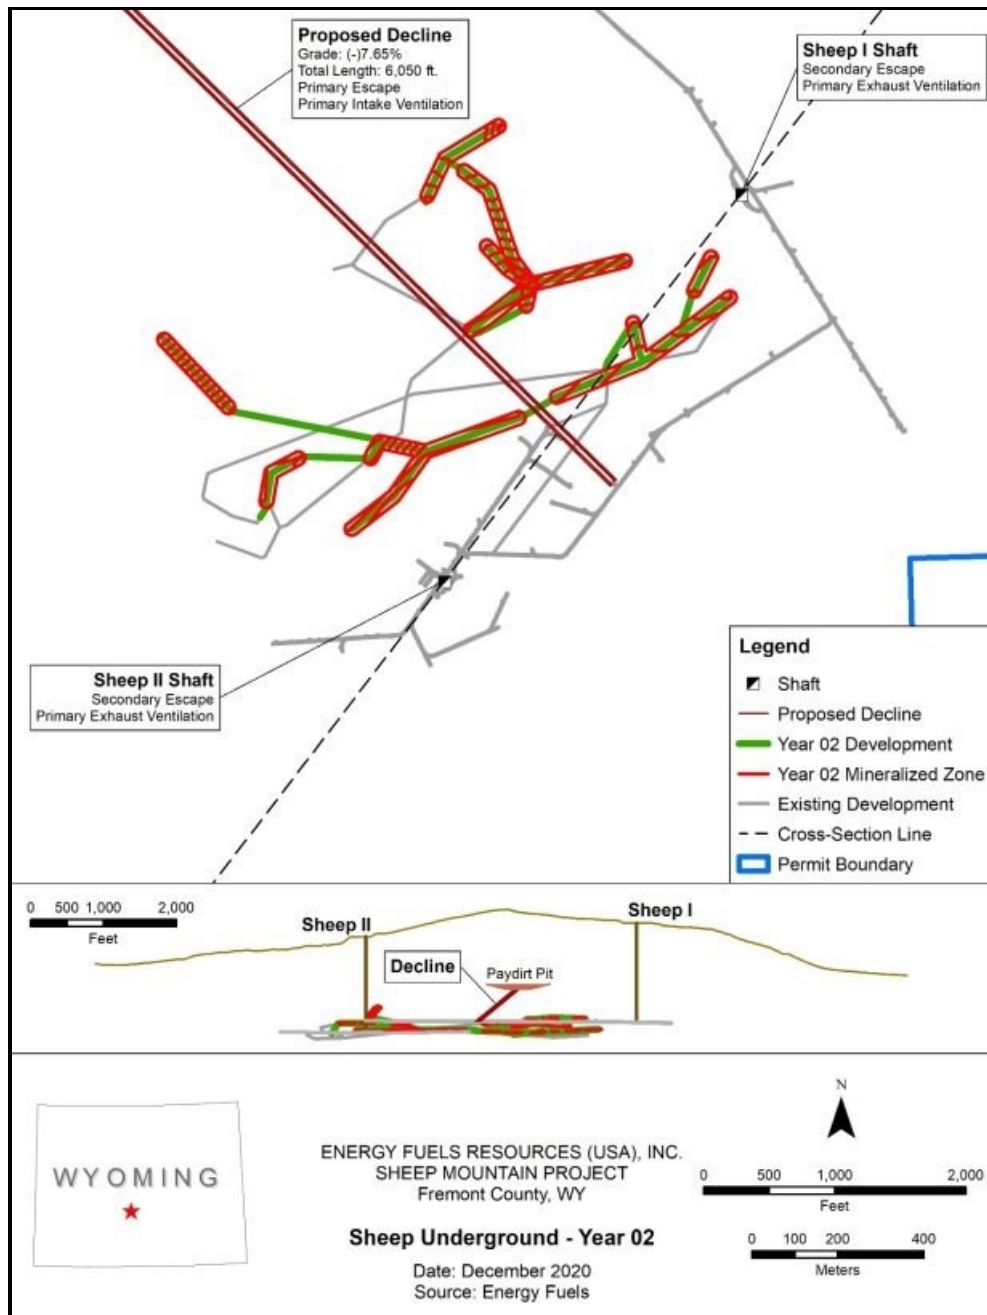 Proposed Decline
Grade: (-)7.65%
Total Length: 6,050 ft.
Primary Escape
Primary Intake Ventilation
Sheep I Shaft
Secondary Escape
Primary Exhaust Ventilation
Sheep II Shaft
Secondary Escape
Primary Exhaust Ventilation
Legend
Shaft
Proposed Decline
Year 02 Development
Year 02 Mineralized Zone
Existing Development
Cross-Section Line
Permit Boundary
0 500 1,000 2,000
Feet
Sheep II
Sheep I
Decline
Paydirt Pit
WYOMING
ENERGY FUELS RESOURCES (USA), INC.
SHEEP MOUNTAIN PROJECT
Fremont County, WY
Sheep Underground - Year 02
Date: December 2020
Source: Energy Fuels
N
0 500 1,000 2,000
Feet
0 100 200 400
Meters